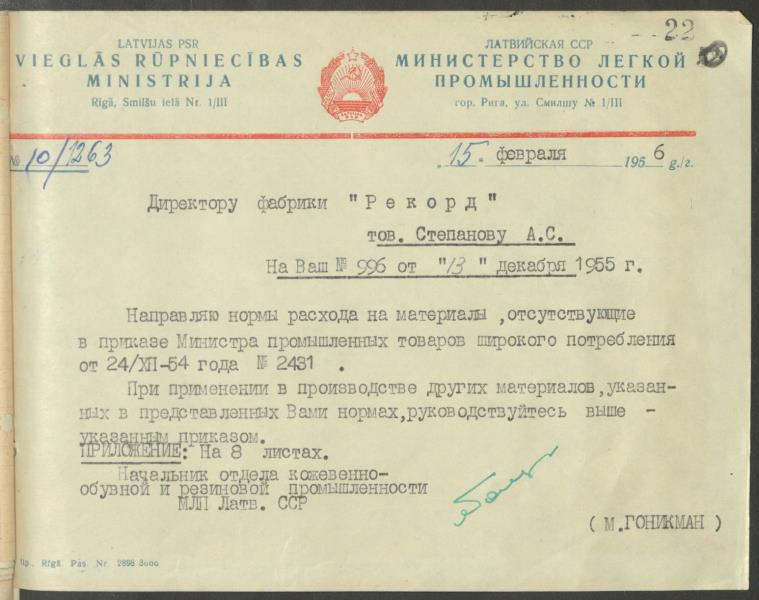 22
LATVIJAS PSR
VIEGLĀS RŪPNIECĪBAS
MINISTRIJA
Rīgā, Smilšu ielā Nr. 1/III
ЛАТВИЙСКАЯ ССР
МИНИСТЕРСТВО ЛЕГКОЙ
ПРОМЫШЛЕННОСТИ
гор. Рига, ул. Смилшу № 1/III
№ 10/1263
15. февраля 1956 g./г.
Директору фабрики "Рекорд"
тов. Степанову А.С.
На Ваш № 996 от "13" декабря 1955 г.
Направляю нормы расхода на материалы ,отсутствующие
в приказе Министра промышленных товаров широкого потребления
от 24/ХП-54 года № 2431 .
При применении в производстве других материалов,указан-
ных в представленных Вами нормах,руководствуйтесь выше -
указанным приказом.
ПРИЛОЖЕНИЕ: На 8 листах.
Начальник отдела кожевенно-
обувной и резиновой промышленности
МЛП Латв. ССР
( М.ГОНИКМАН )
Rīgā. Pas. Nr. 2898 3000